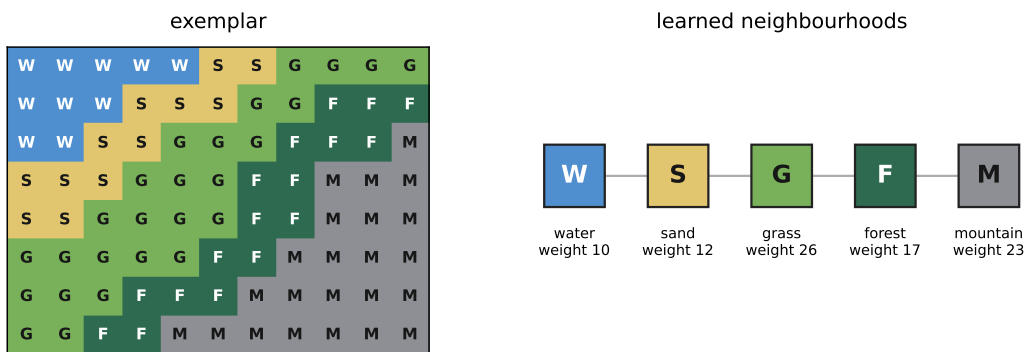 exemplar
learned neighbourhoods
W W W W W S S G G G G
W W W S S S G G F F F
W W S S G G G F F F M
S S S G G G F F M M M
S S G G G G F F M M M
G G G G G F F M M M M
G G G F F F M M M M M
G G F F M M M M M M M
W S G F M
water sand grass forest mountain
weight 10 weight 12 weight 26 weight 17 weight 23